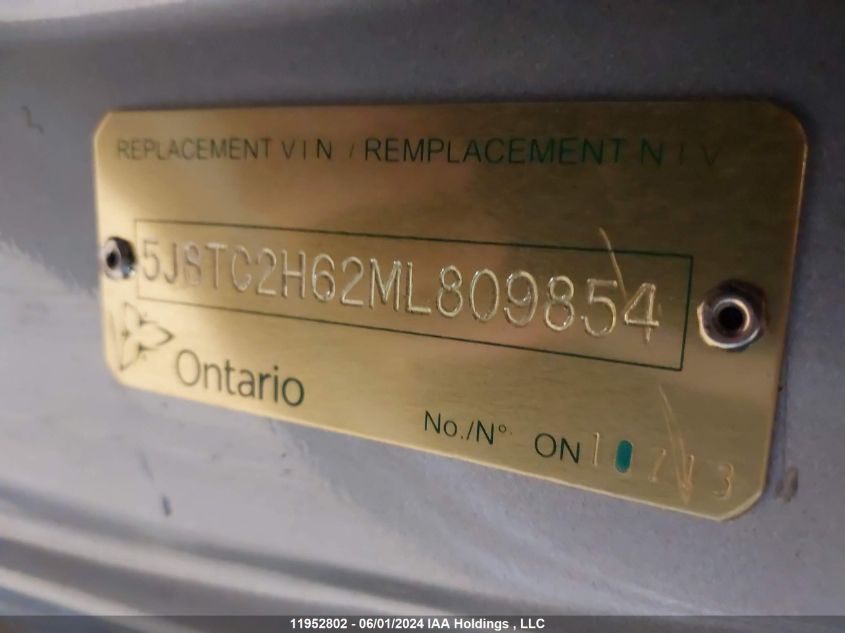 REPLACEMENT VIN / REMPLACEMENT NIV
5J8TC2H62ML809854
Ontario
No./N° ON
11952802 - 06/01/2024 IAA Holdings , LLC